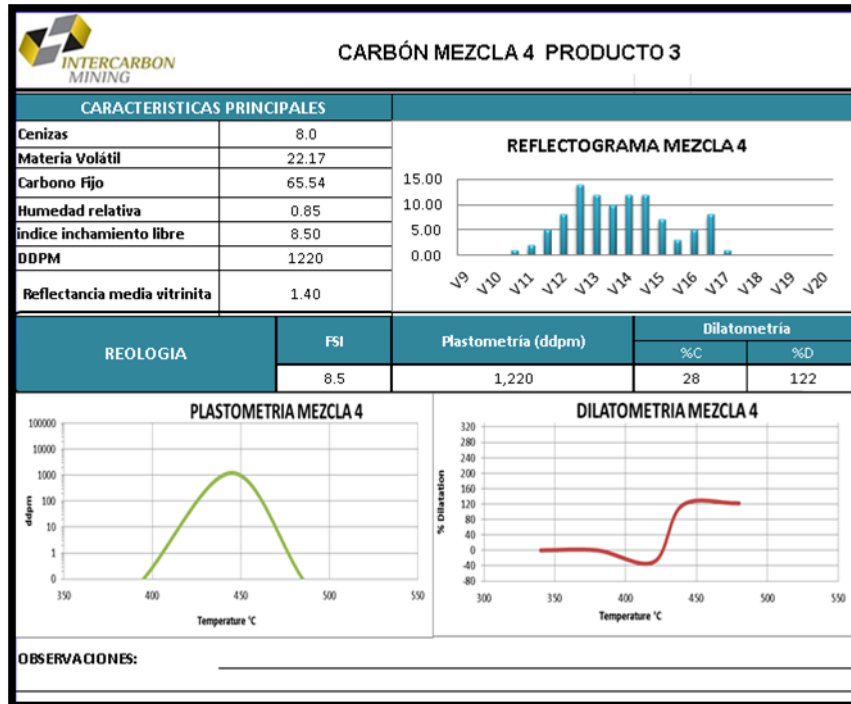 INTERCARBON
MINING
CARBÓN MEZCLA 4 PRODUCTO 3
CARACTERISTICAS PRINCIPALES
Cenizas 8.0
Materia Volátil 22.17
Carbono Fijo 65.54
Humedad relativa 0.85
indice inchamiento libre 8.50
DDPM 1220
Reflectancia media vitrinita 1.40
REFLECTOGRAMA MEZCLA 4
15.00
10.00
5.00
0.00
V9 V10 V11 V12 V13 V14 V15 V16 V17 V18 V19 V20
REOLOGIA FSI Plastometría (ddpm) Dilatometría
%C %D
8.5 1,220 28 122
PLASTOMETRIA MEZCLA 4
100000
10000
1000
100
10
1
0
ddpm
350 400 450 500 550
Temperature °C
DILATOMETRIA MEZCLA 4
320
280
240
200
160
120
80
40
0
-40
-80
% Dilatation
300 350 400 450 500 550
Temperature °C
OBSERVACIONES: